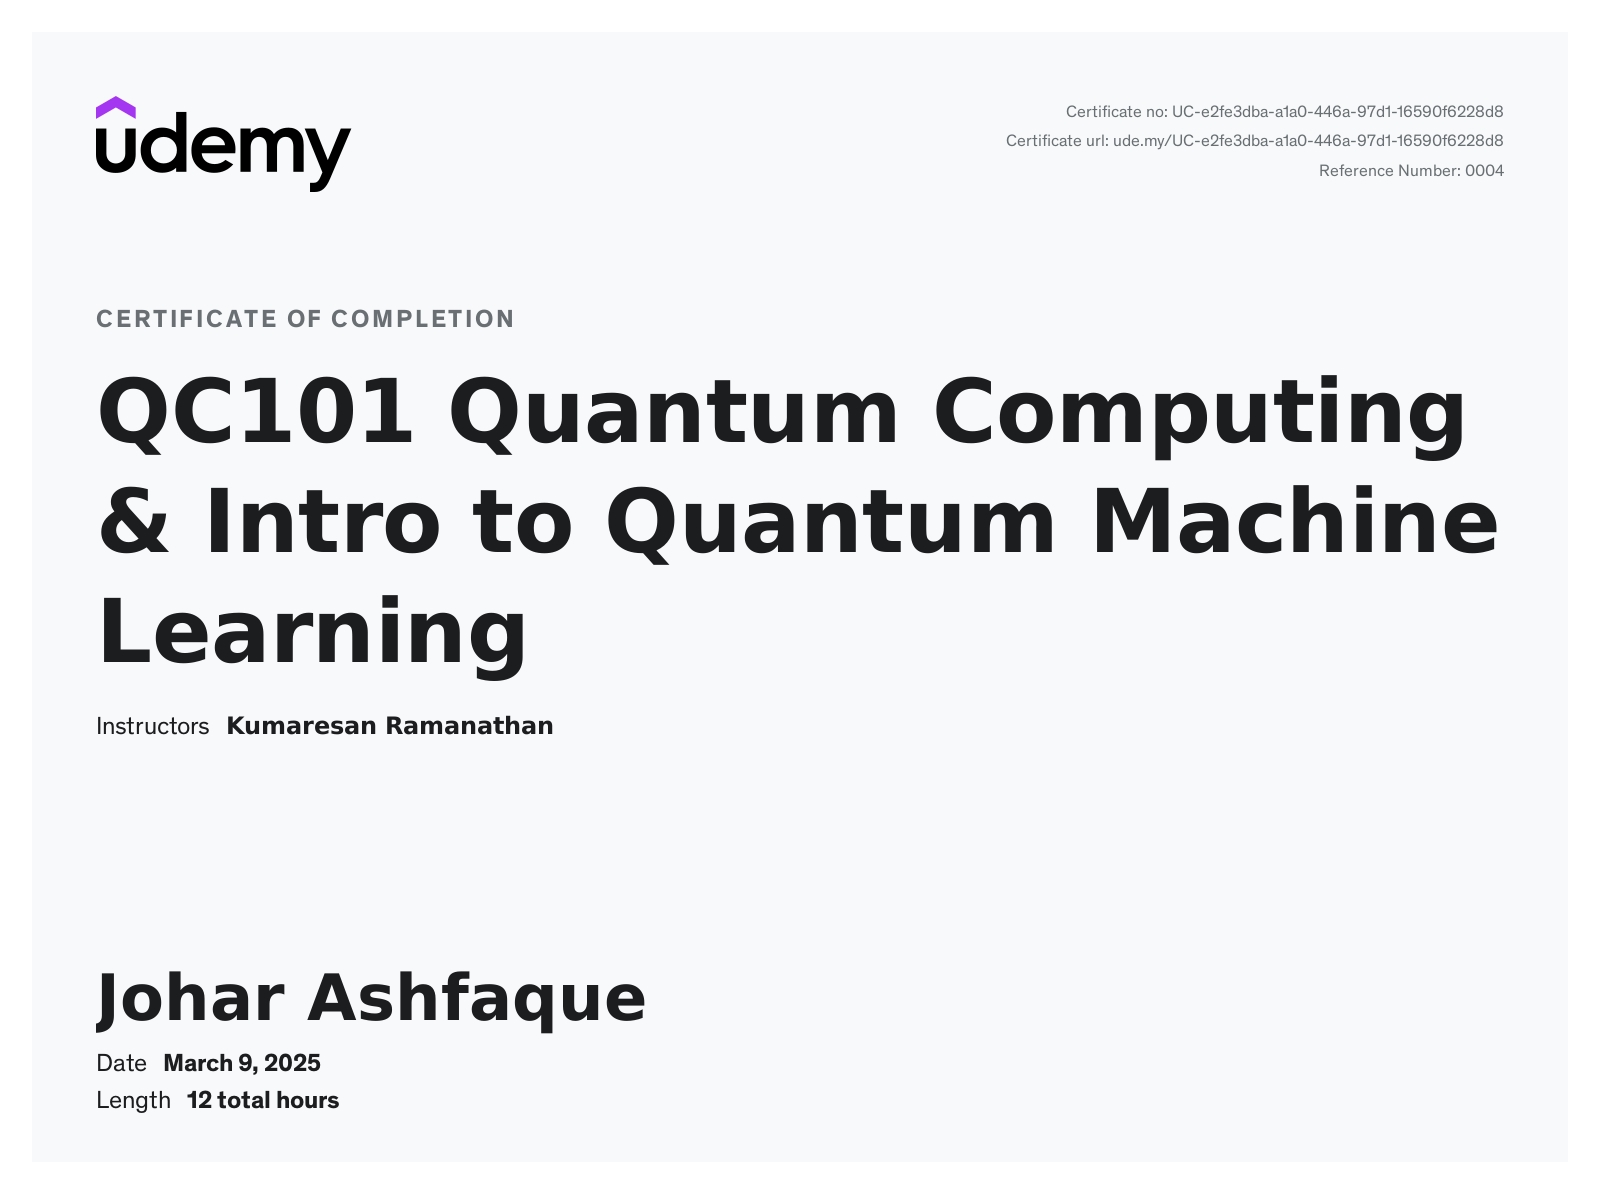 udemy
Certificate no: UC-e2fe3dba-a1a0-446a-97d1-16590f6228d8
Certificate url: ude.my/UC-e2fe3dba-a1a0-446a-97d1-16590f6228d8
Reference Number: 0004
CERTIFICATE OF COMPLETION
QC101 Quantum Computing
& Intro to Quantum Machine
Learning
Instructors Kumaresan Ramanathan
Johar Ashfaque
Date March 9, 2025
Length 12 total hours